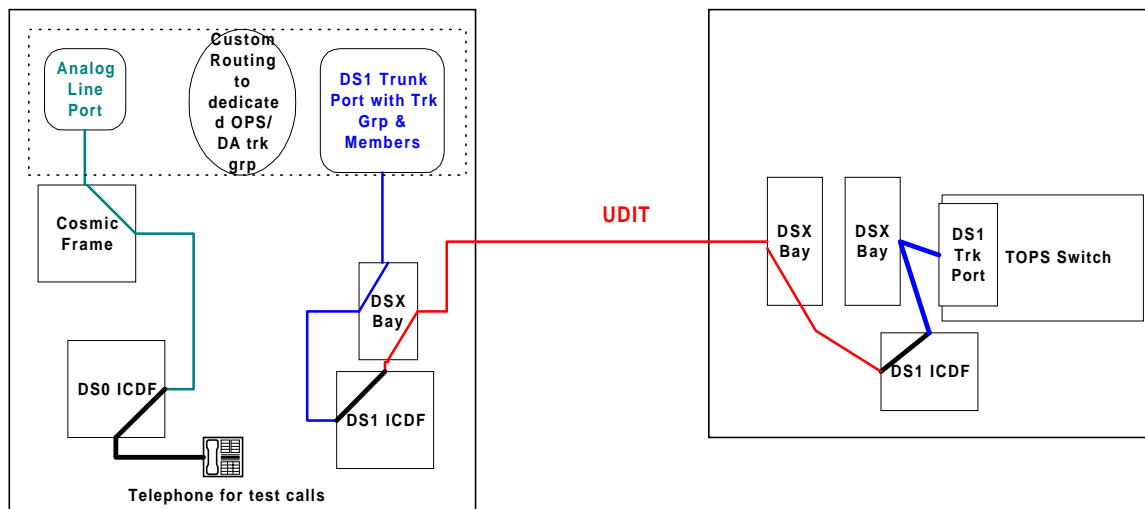 Analog
Line
Port
Custom
Routing
to
dedicate
d OPS/
DA trk
grp
DS1 Trunk
Port with Trk
Grp &
Members
Cosmic
Frame
UDIT
DSX
Bay
DS0 ICDF
DS1 ICDF
Telephone for test calls
DSX
Bay
DSX
Bay
DS1
Trk
Port
TOPS Switch
DS1 ICDF